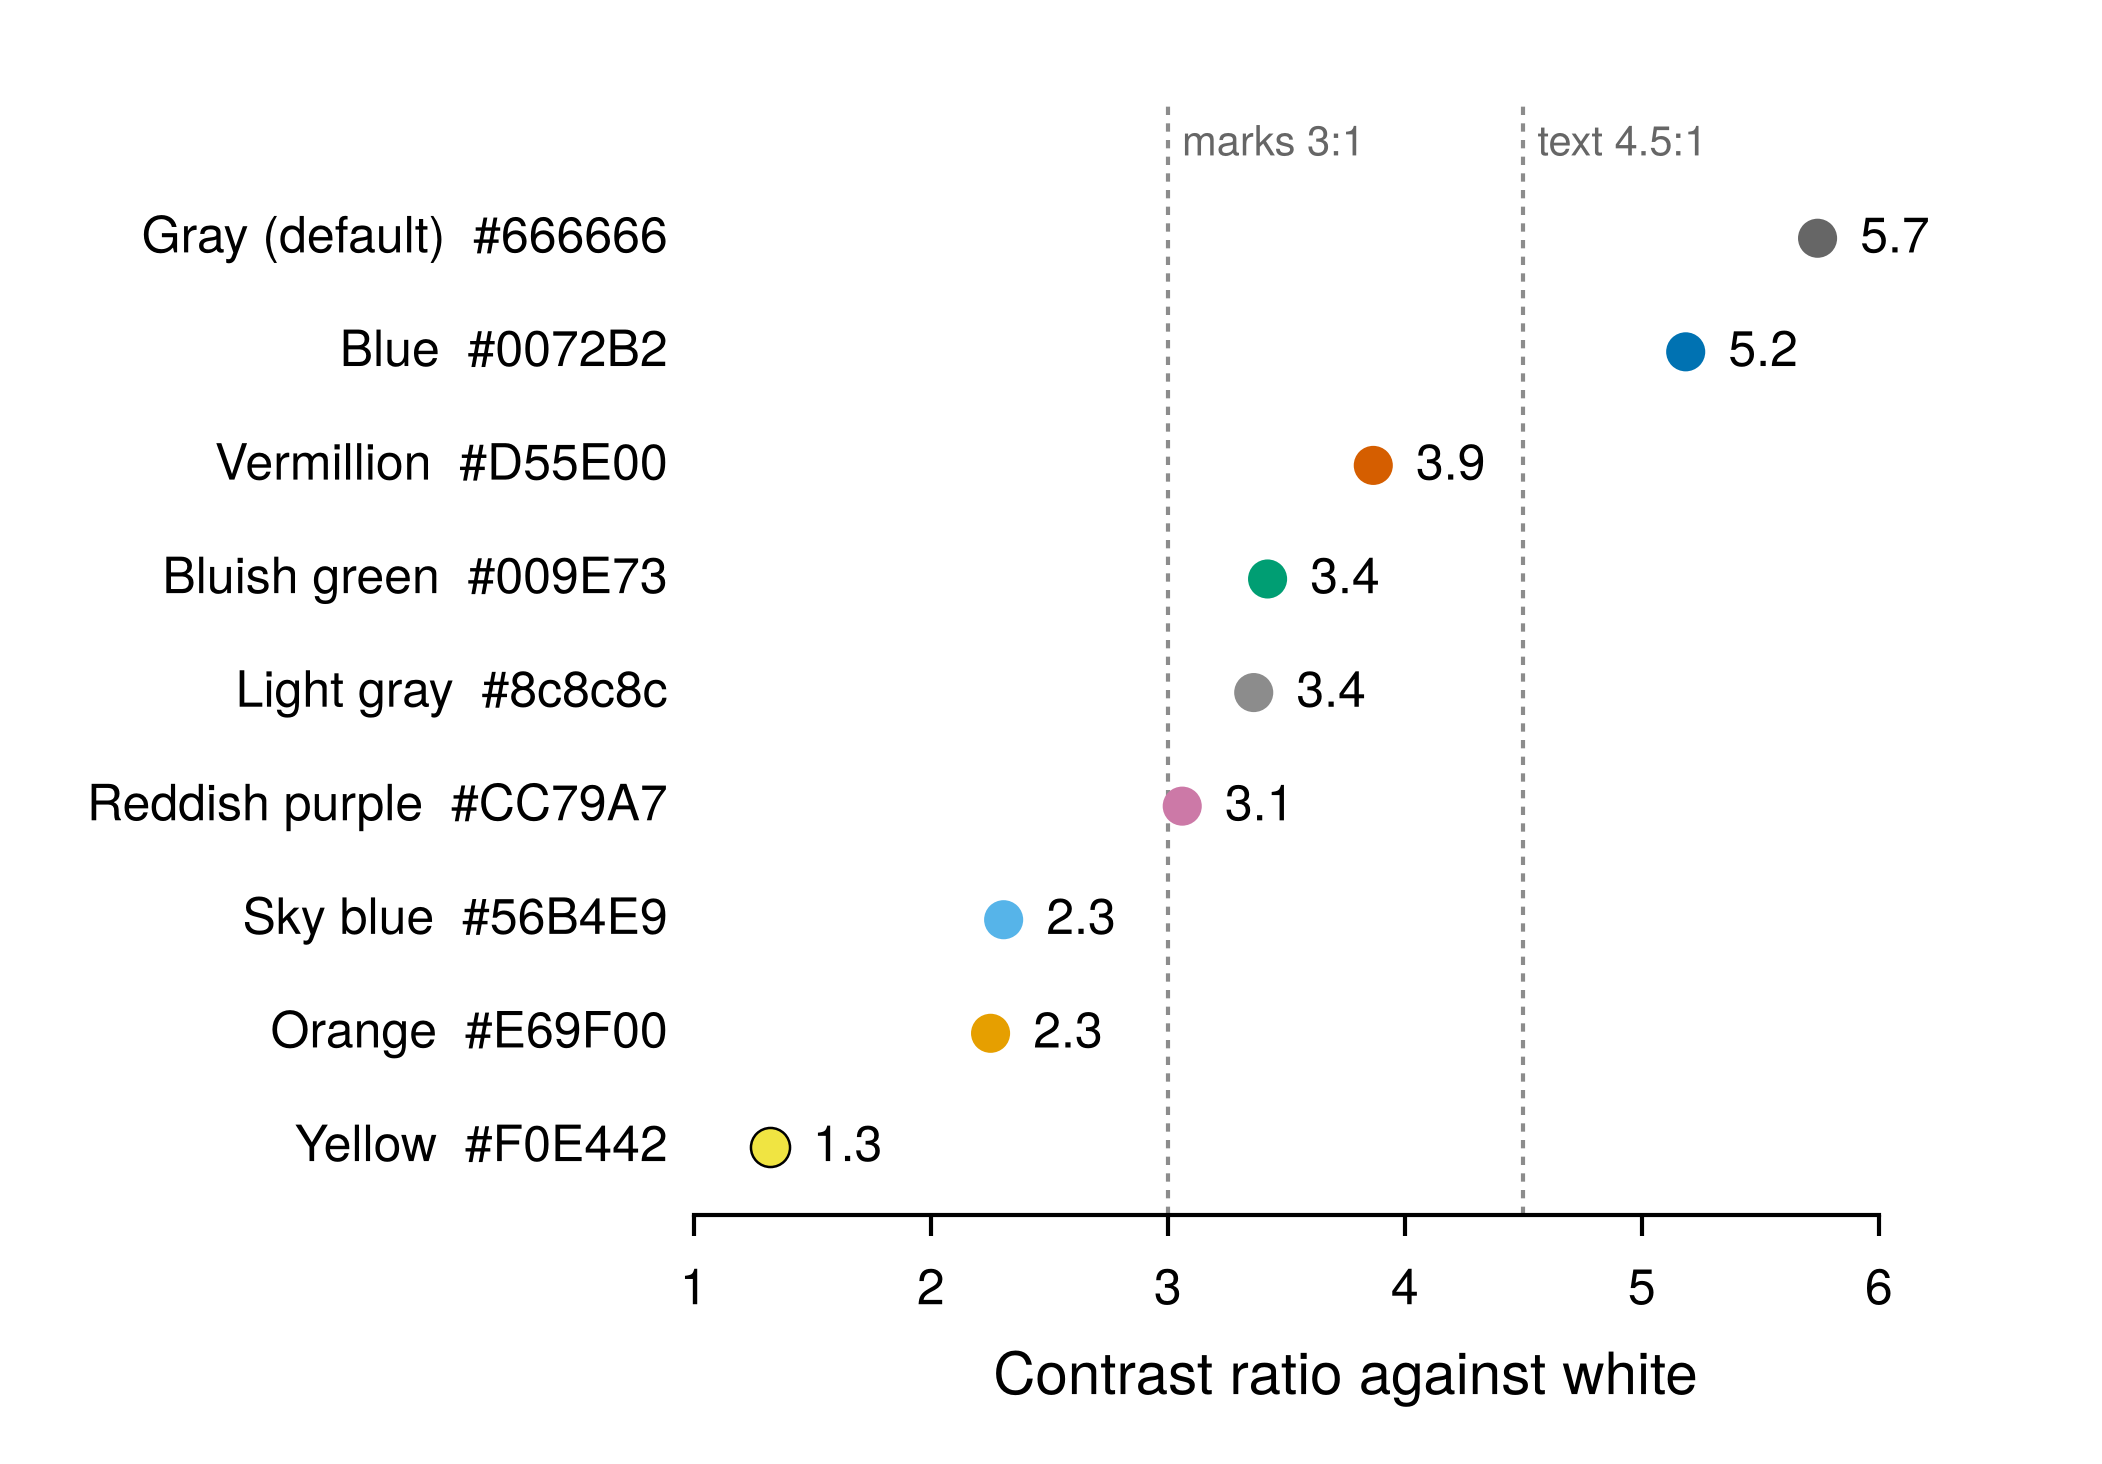 marks 3:1 text 4.5:1
Gray (default) #666666 5.7
Blue #0072B2 5.2
Vermillion #D55E00 3.9
Bluish green #009E73 3.4
Light gray #8c8c8c 3.4
Reddish purple #CC79A7 3.1
Sky blue #56B4E9 2.3
Orange #E69F00 2.3
Yellow #F0E442 1.3
1 2 3 4 5 6
Contrast ratio against white